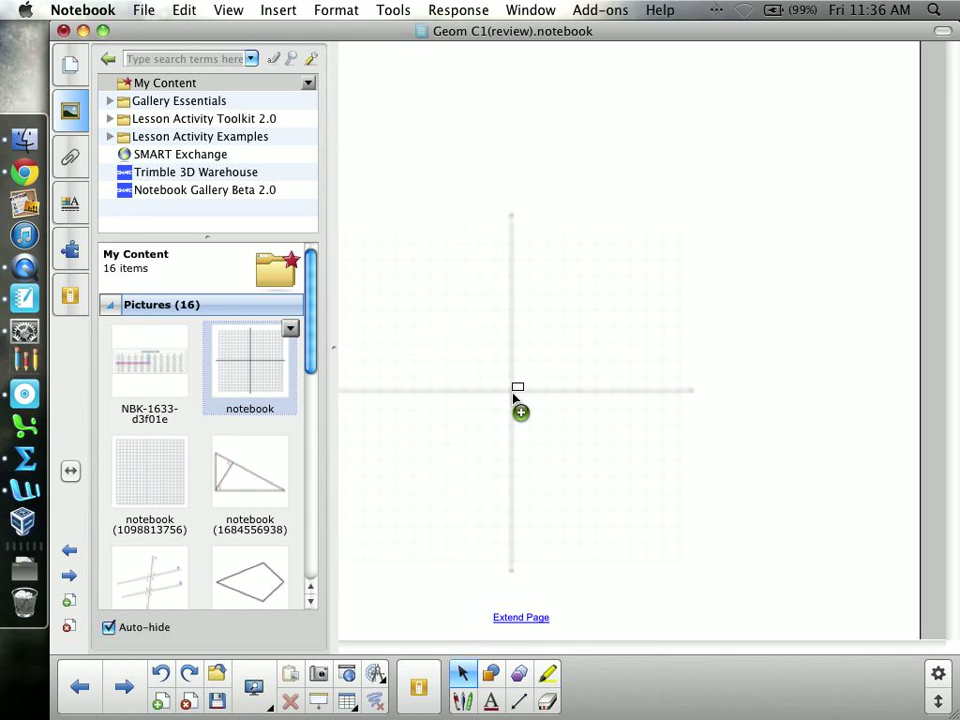 Notebook File Edit View Insert Format Tools Response Window Add-ons Help (99%) Fri 11:36 AM
Geom C1(review).notebook
Type search terms here
My Content
Gallery Essentials
Lesson Activity Toolkit 2.0
Lesson Activity Examples
SMART Exchange
Trimble 3D Warehouse
Notebook Gallery Beta 2.0
My Content
16 items
Pictures (16)
NBK-1633-
d3f01e
notebook
notebook
(1098813756)
notebook
(1684556938)
Auto-hide
Extend Page